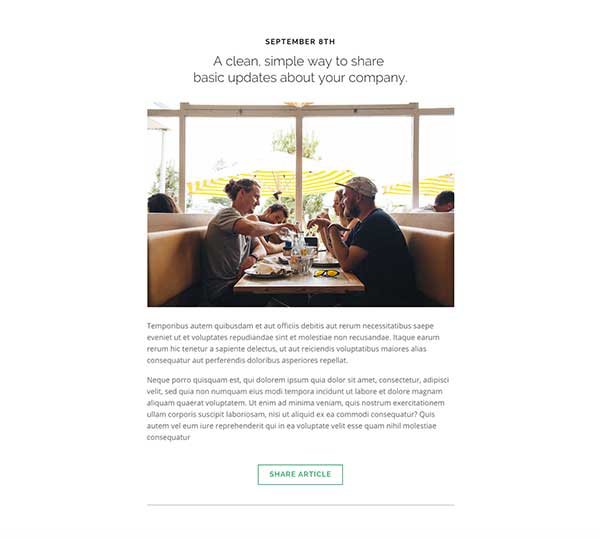 SEPTEMBER 8TH
A clean, simple way to share
basic updates about your company.
Temporibus autem quibusdam et aut officiis debitis aut rerum necessitatibus saepe
eveniet ut et voluptates repudiandae sint et molestiae non recusandae. Itaque earum
rerum hic tenetur a sapiente delectus, ut aut reiciendis voluptatibus maiores alias
consequatur aut perferendis doloribus asperiores repellat.
Neque porro quisquam est, qui dolorem ipsum quia dolor sit amet, consectetur, adipisci
velit, sed quia non numquam eius modi tempora incidunt ut labore et dolore magnam
aliquam quaerat voluptatem. Ut enim ad minima veniam, quis nostrum exercitationem
ullam corporis suscipit laboriosam, nisi ut aliquid ex ea commodi consequatur? Quis
autem vel eum iure reprehenderit qui in ea voluptate velit esse quam nihil molestiae
consequatur
SHARE ARTICLE